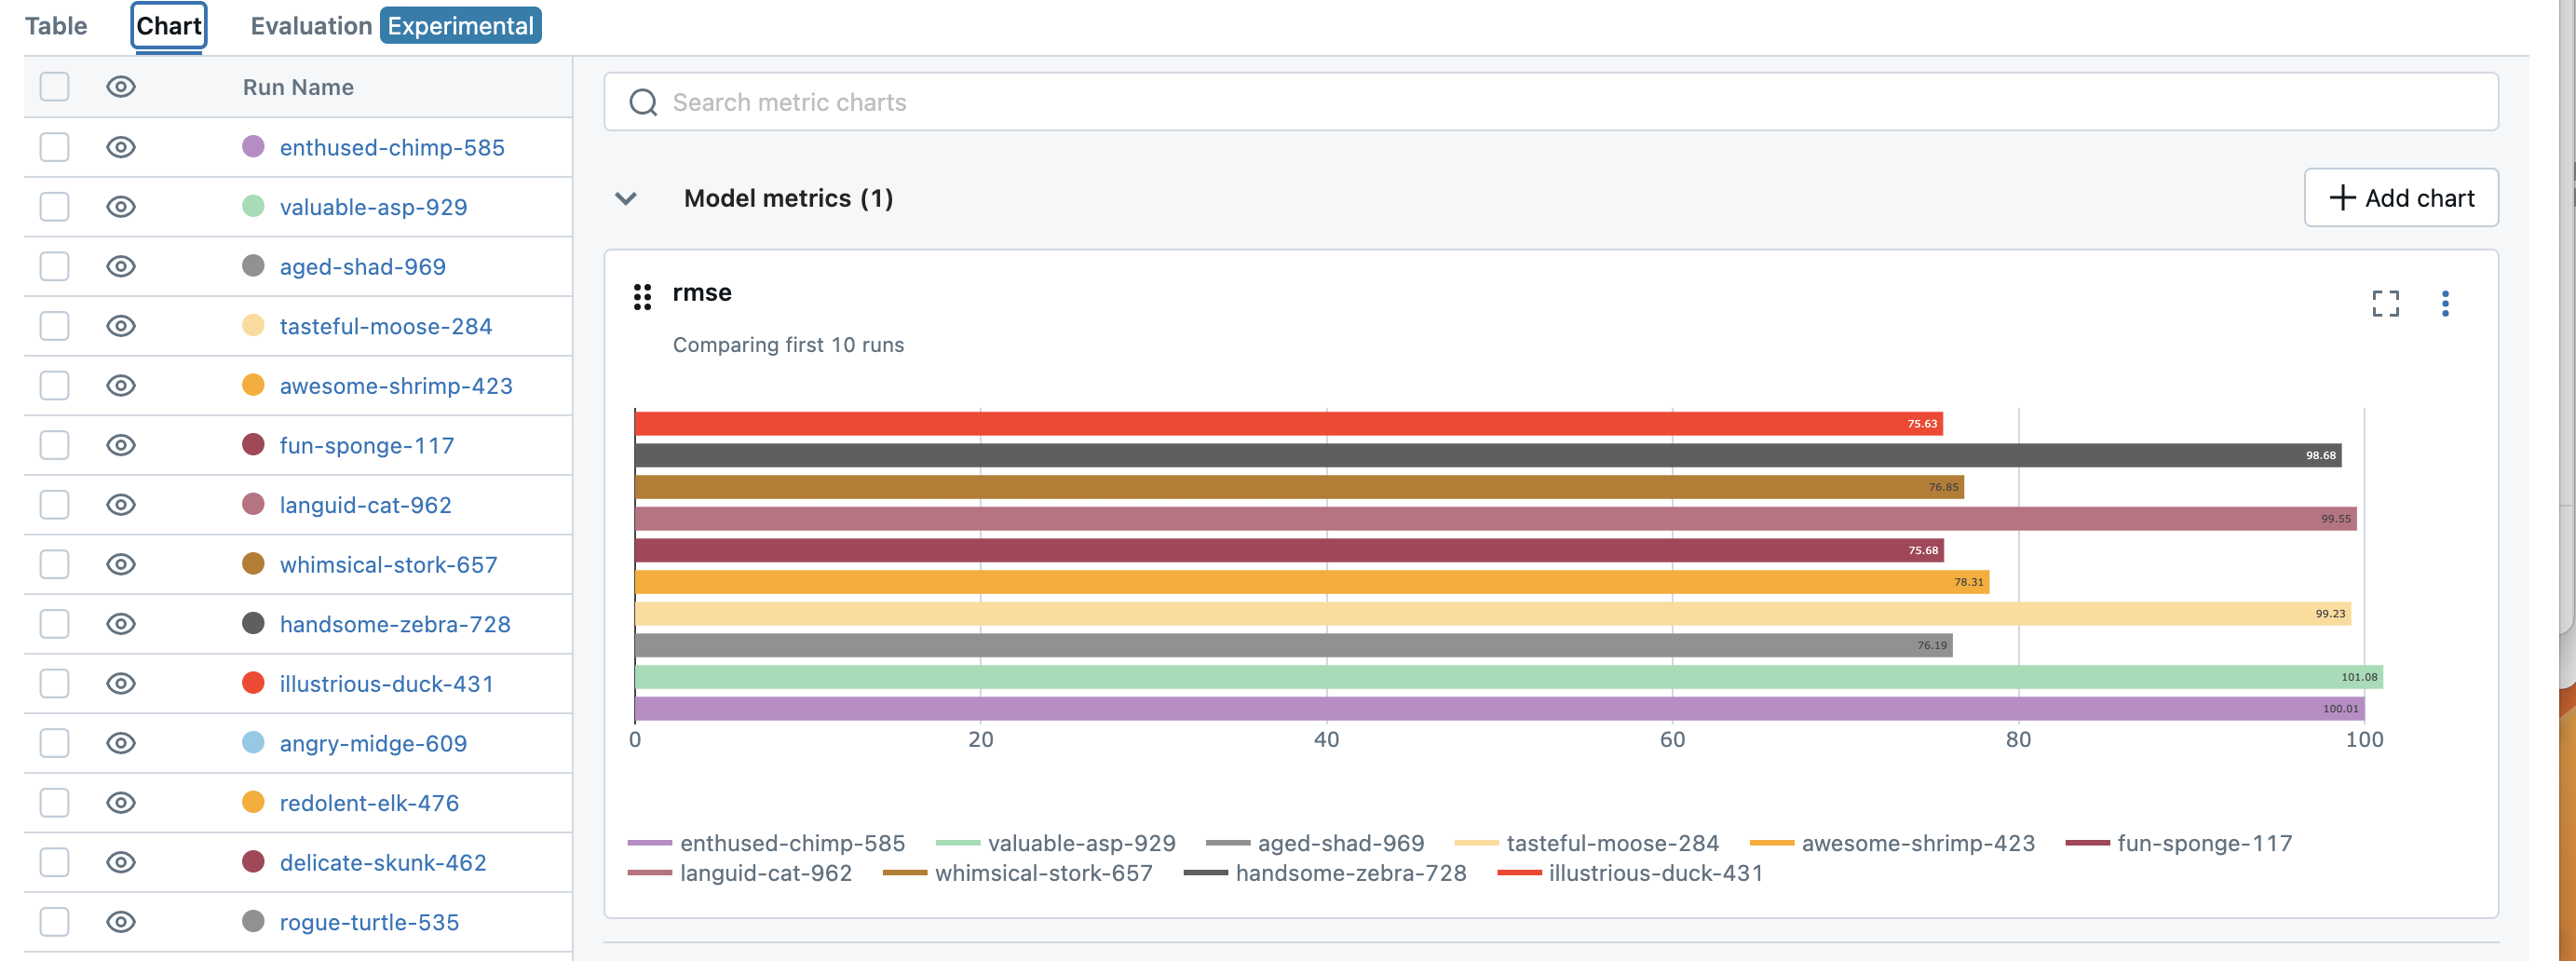 Table Chart Evaluation Experimental
Run Name
enthused-chimp-585
valuable-asp-929
aged-shad-969
tasteful-moose-284
awesome-shrimp-423
fun-sponge-117
languid-cat-962
whimsical-stork-657
handsome-zebra-728
illustrious-duck-431
angry-midge-609
redolent-elk-476
delicate-skunk-462
rogue-turtle-535
Search metric charts
Model metrics (1)
Add chart
rmse
Comparing first 10 runs
75.63
98.68
76.85
99.55
75.68
78.31
99.23
76.19
101.08
100.01
0 20 40 60 80 100
enthused-chimp-585 valuable-asp-929 aged-shad-969 tasteful-moose-284 awesome-shrimp-423 fun-sponge-117
languid-cat-962 whimsical-stork-657 handsome-zebra-728 illustrious-duck-431